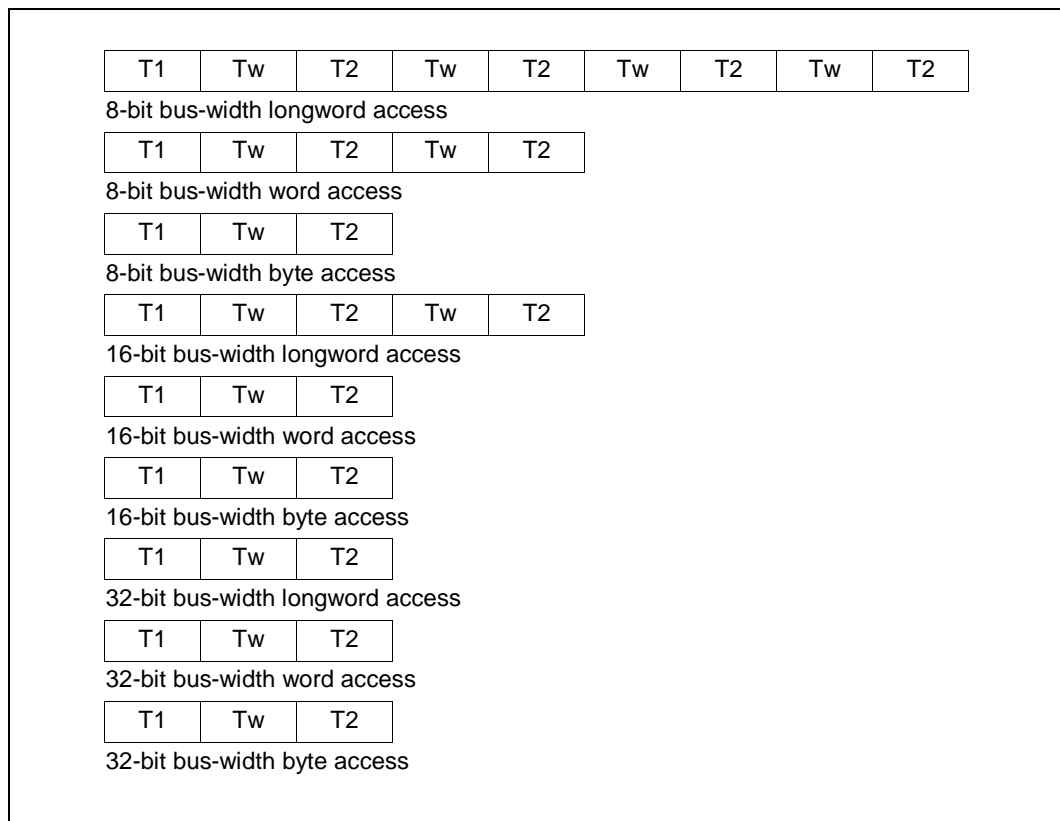 T1 Tw T2 Tw T2 Tw T2 Tw T2
8-bit bus-width longword access
T1 Tw T2 Tw T2
8-bit bus-width word access
T1 Tw T2
8-bit bus-width byte access
T1 Tw T2 Tw T2
16-bit bus-width longword access
T1 Tw T2
16-bit bus-width word access
T1 Tw T2
16-bit bus-width byte access
T1 Tw T2
32-bit bus-width longword access
T1 Tw T2
32-bit bus-width word access
T1 Tw T2
32-bit bus-width byte access